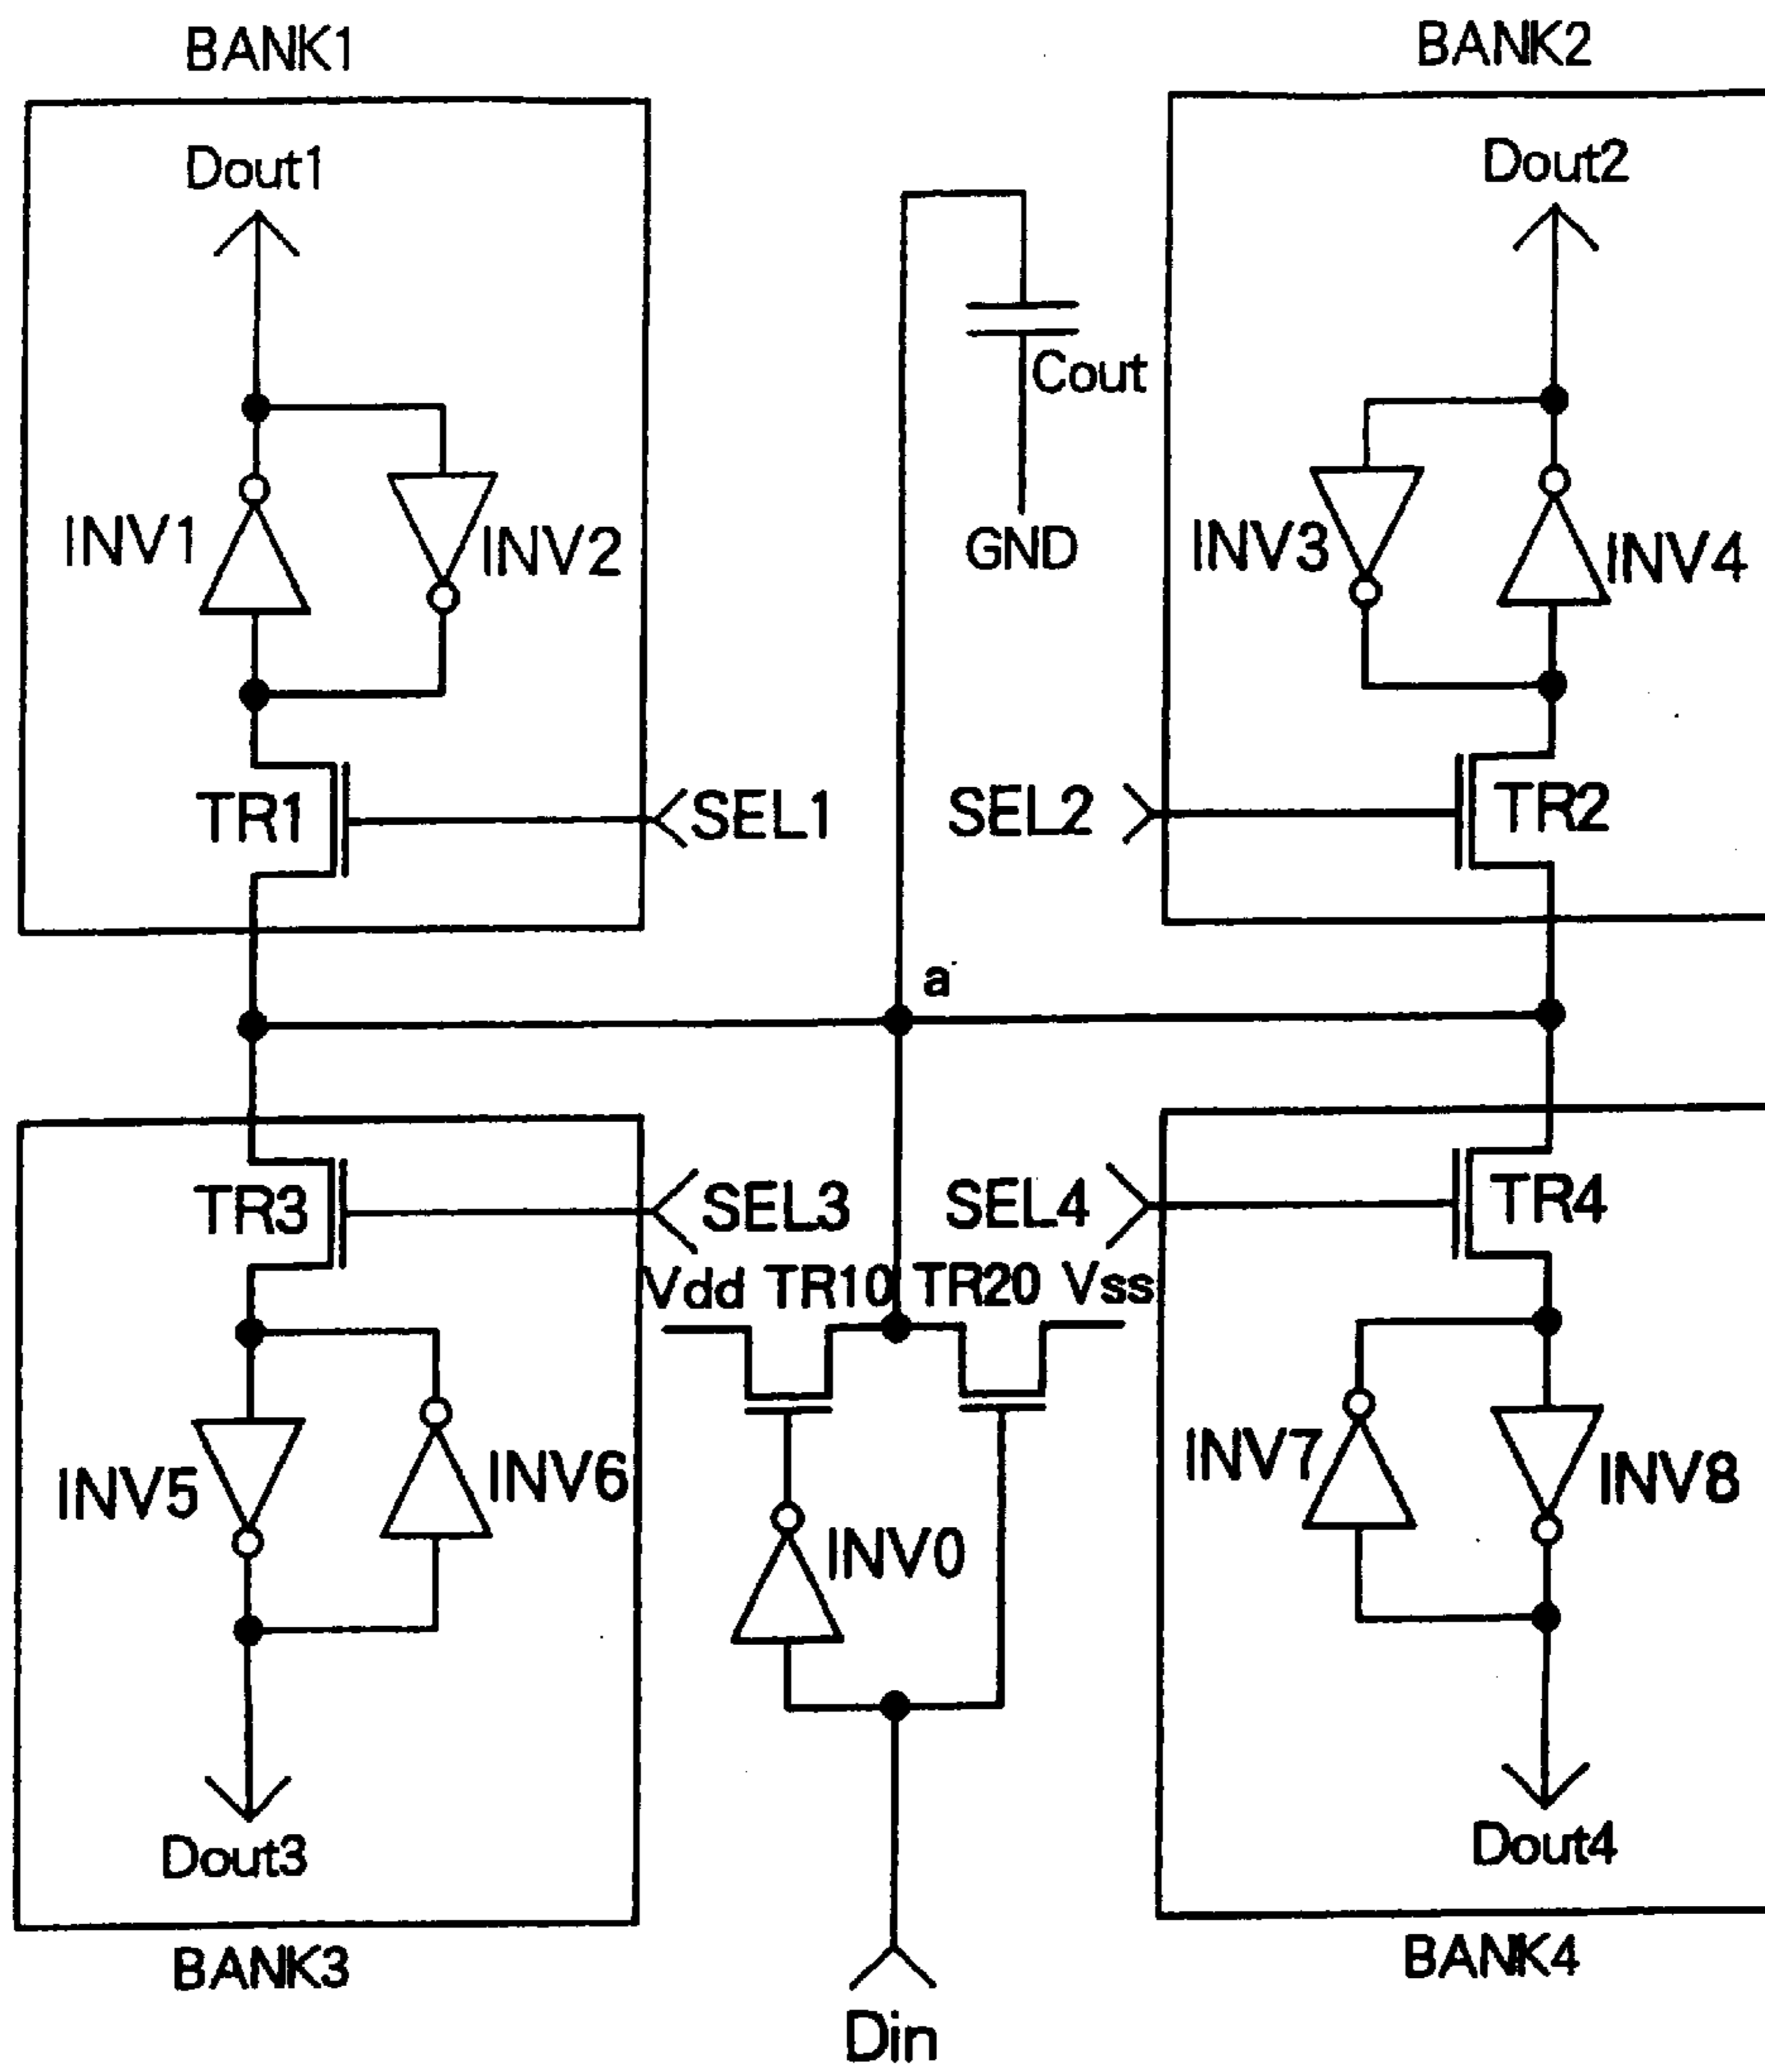 BANK1
BANK2
Dout1
Dout2
Cout
INV1
INV2
GND
INV3
INV4
TR1
SEL1
SEL2
TR2
a
TR3
SEL3
SEL4
TR4
Vdd TR10 TR20 Vss
INV5
INV6
INV0
INV7
INV8
Dout3
Dout4
BANK3
BANK4
Din